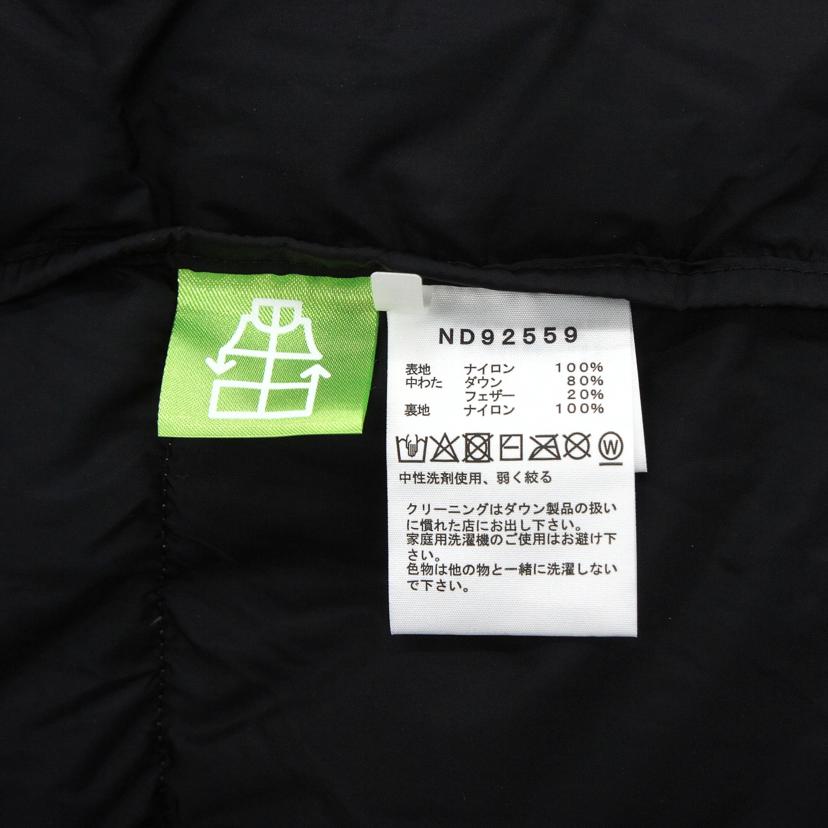 ND92559
表地 ナイロン 100%
中わた ダウン 80%
フェザー 20%
裏地 ナイロン 100%
W
中性洗剤使用、弱く絞る
クリーニングはダウン製品の扱い
に慣れた店にお出し下さい。
家庭用洗濯機のご使用はお避け下
さい。
色物は他の物と一緒に洗濯しない
で下さい。